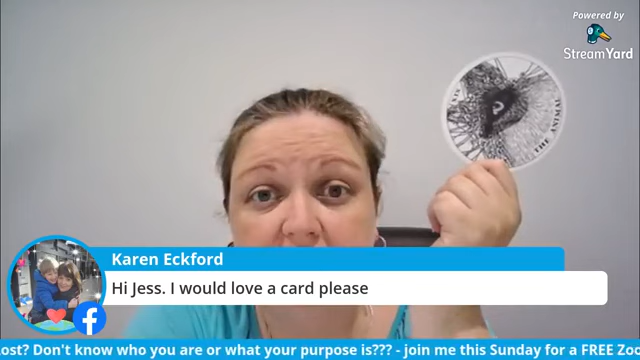 Powered by
StreamYard
THE ANIMAL
Karen Eckford
Hi Jess. I would love a card please
Lost? Don't know who you are or what your purpose is??? - join me this Sunday for a FREE Zoo